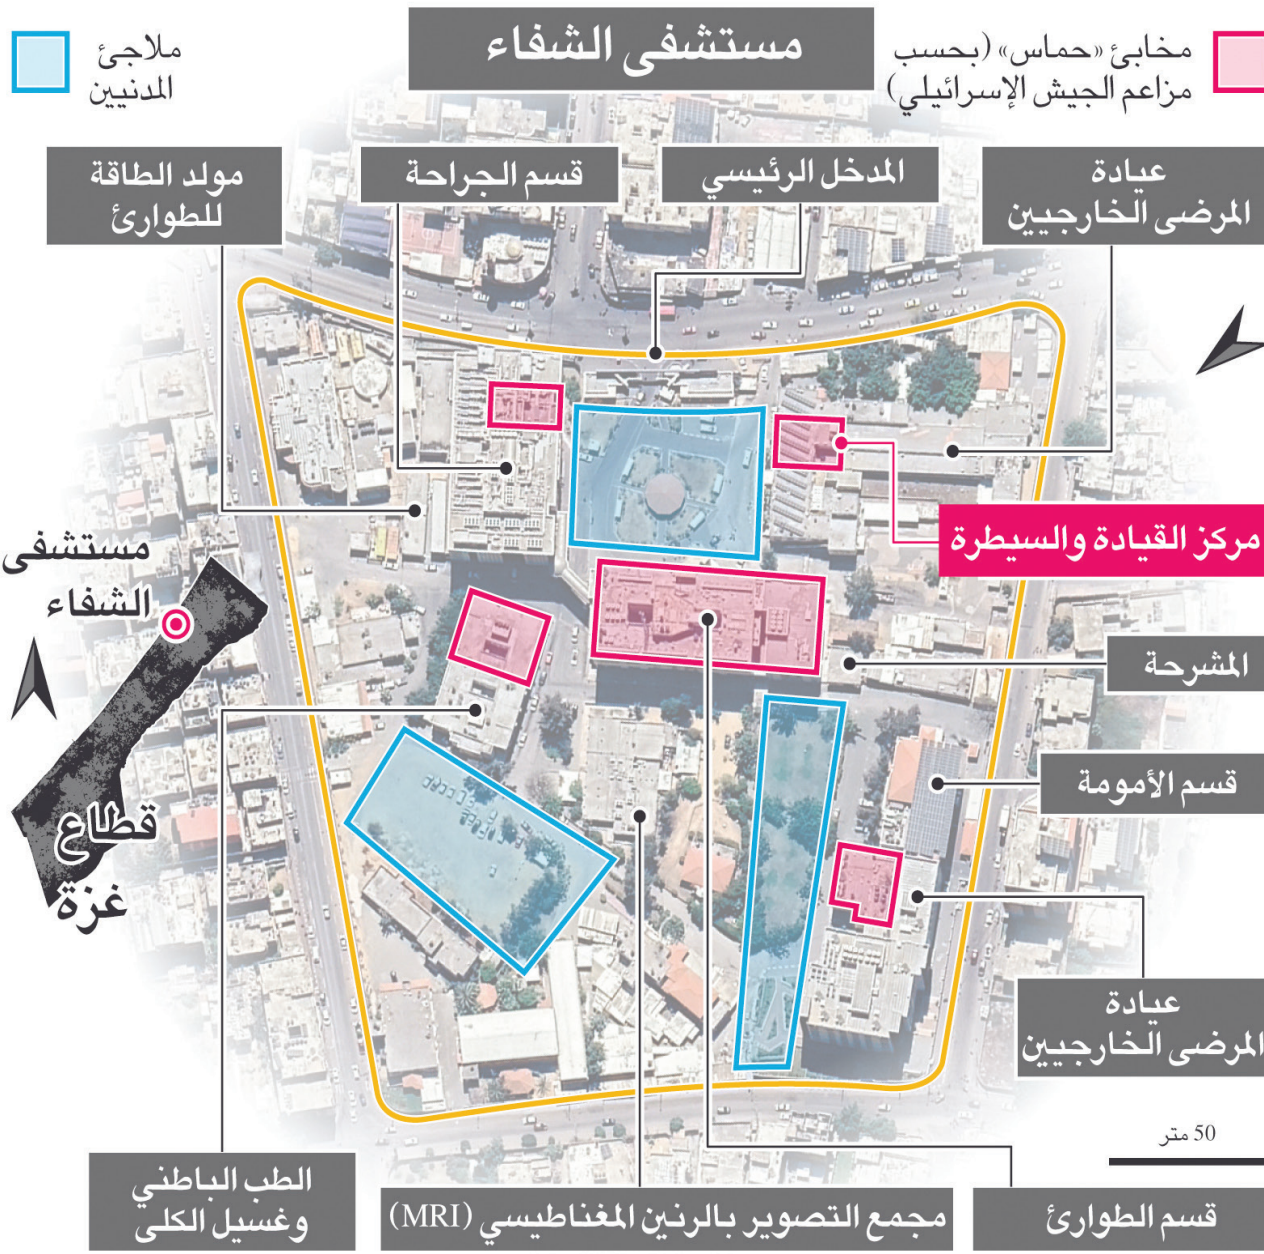 مستشفى الشفاء
مخابئ «حماس» (بحسب
مزاعم الجيش الإسرائيلي)
ملاجئ
المدنيين
عيادة
المرضى الخارجيين
المدخل الرئيسي
قسم الجراحة
مولد الطاقة
للطوارئ
مركز القيادة والسيطرة
مستشفى
الشفاء
المشرحة
قسم الأمومة
قطاع
غزة
عيادة
المرضى الخارجيين
50 متر
قسم الطوارئ
مجمع التصوير بالرنين المغناطيسي (MRI)
الطب الباطني
وغسيل الكلى